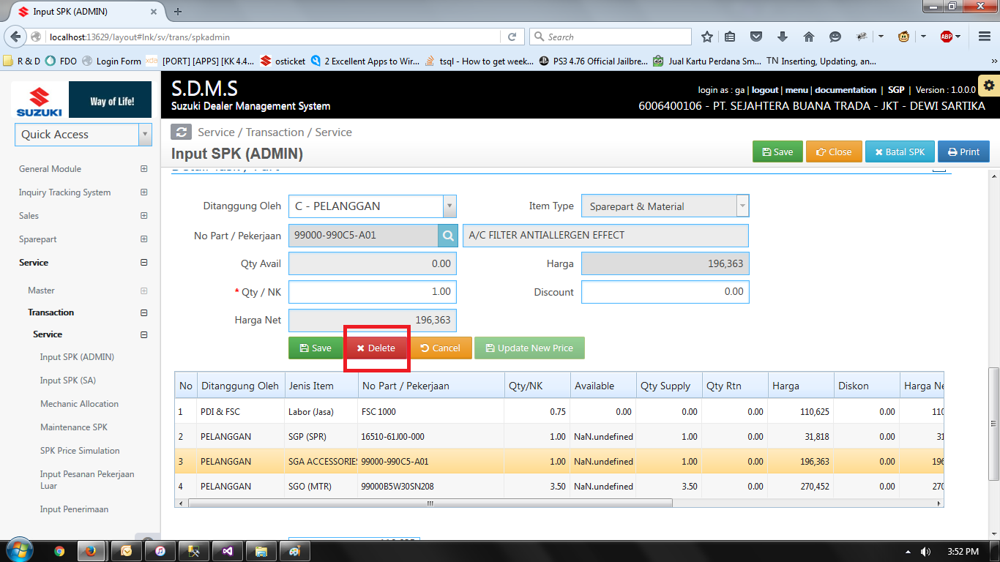 Input SPK (ADMIN)
localhost:13629/layout#lnk/sv/trans/spkadmin
Search
ABP
R & D
FDO
Login Form
xda
[PORT] [APPS] [KK 4.4...
osticket
2 Excellent Apps to Wir...
tsql - How to get week...
PS3 4.76 Official Jailbre...
Jual Kartu Perdana Sm...
TN Inserting, Updating, an...
SUZUKI
Way of Life!
S.D.M.S
Suzuki Dealer Management System
login as : ga | logout | menu | documentation | SGP | Version : 1.0.0.0
6006400106 - PT. SEJAHTERA BUANA TRADA - JKT - DEWI SARTIKA
Quick Access
General Module
Inquiry Tracking System
Sales
Sparepart
Service
Master
Transaction
Service
Input SPK (ADMIN)
Input SPK (SA)
Mechanic Allocation
Maintenance SPK
SPK Price Simulation
Input Pesanan Pekerjaan
Luar
Input Penerimaan
Service / Transaction / Service
Input SPK (ADMIN)
Save
Close
Batal SPK
Print
Ditanggung Oleh
C - PELANGGAN
Item Type
Sparepart & Material
No Part / Pekerjaan
99000-990C5-A01
A/C FILTER ANTIALLERGEN EFFECT
Qty Avail
0.00
Harga
196,363
* Qty / NK
1.00
Discount
0.00
Harga Net
196,363
Save
Delete
Cancel
Update New Price
No Ditanggung Oleh Jenis Item No Part / Pekerjaan Qty/NK Available Qty Supply Qty Rtn Harga Diskon Harga Ne
1 PDI & FSC Labor (Jasa) FSC 1000 0.75 0.00 0.00 0.00 110,625 0.00 110
2 PELANGGAN SGP (SPR) 16510-61J00-000 1.00 NaN.undefined 1.00 0.00 31,818 0.00 31
3 PELANGGAN SGA ACCESSORIES 99000-990C5-A01 1.00 NaN.undefined 1.00 0.00 196,363 0.00 196
4 PELANGGAN SGO (MTR) 99000B5W30SN208 3.50 NaN.undefined 3.50 0.00 270,452 0.00 270
3:52 PM